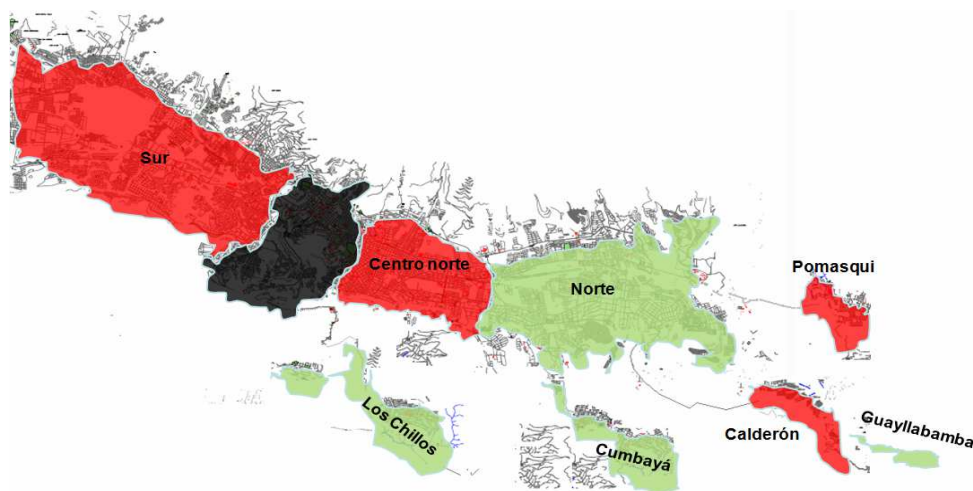 Sur
Centro norte
Norte
Pomasqui
Los Chillos
Cumbayá
Calderón
Guayllabamba